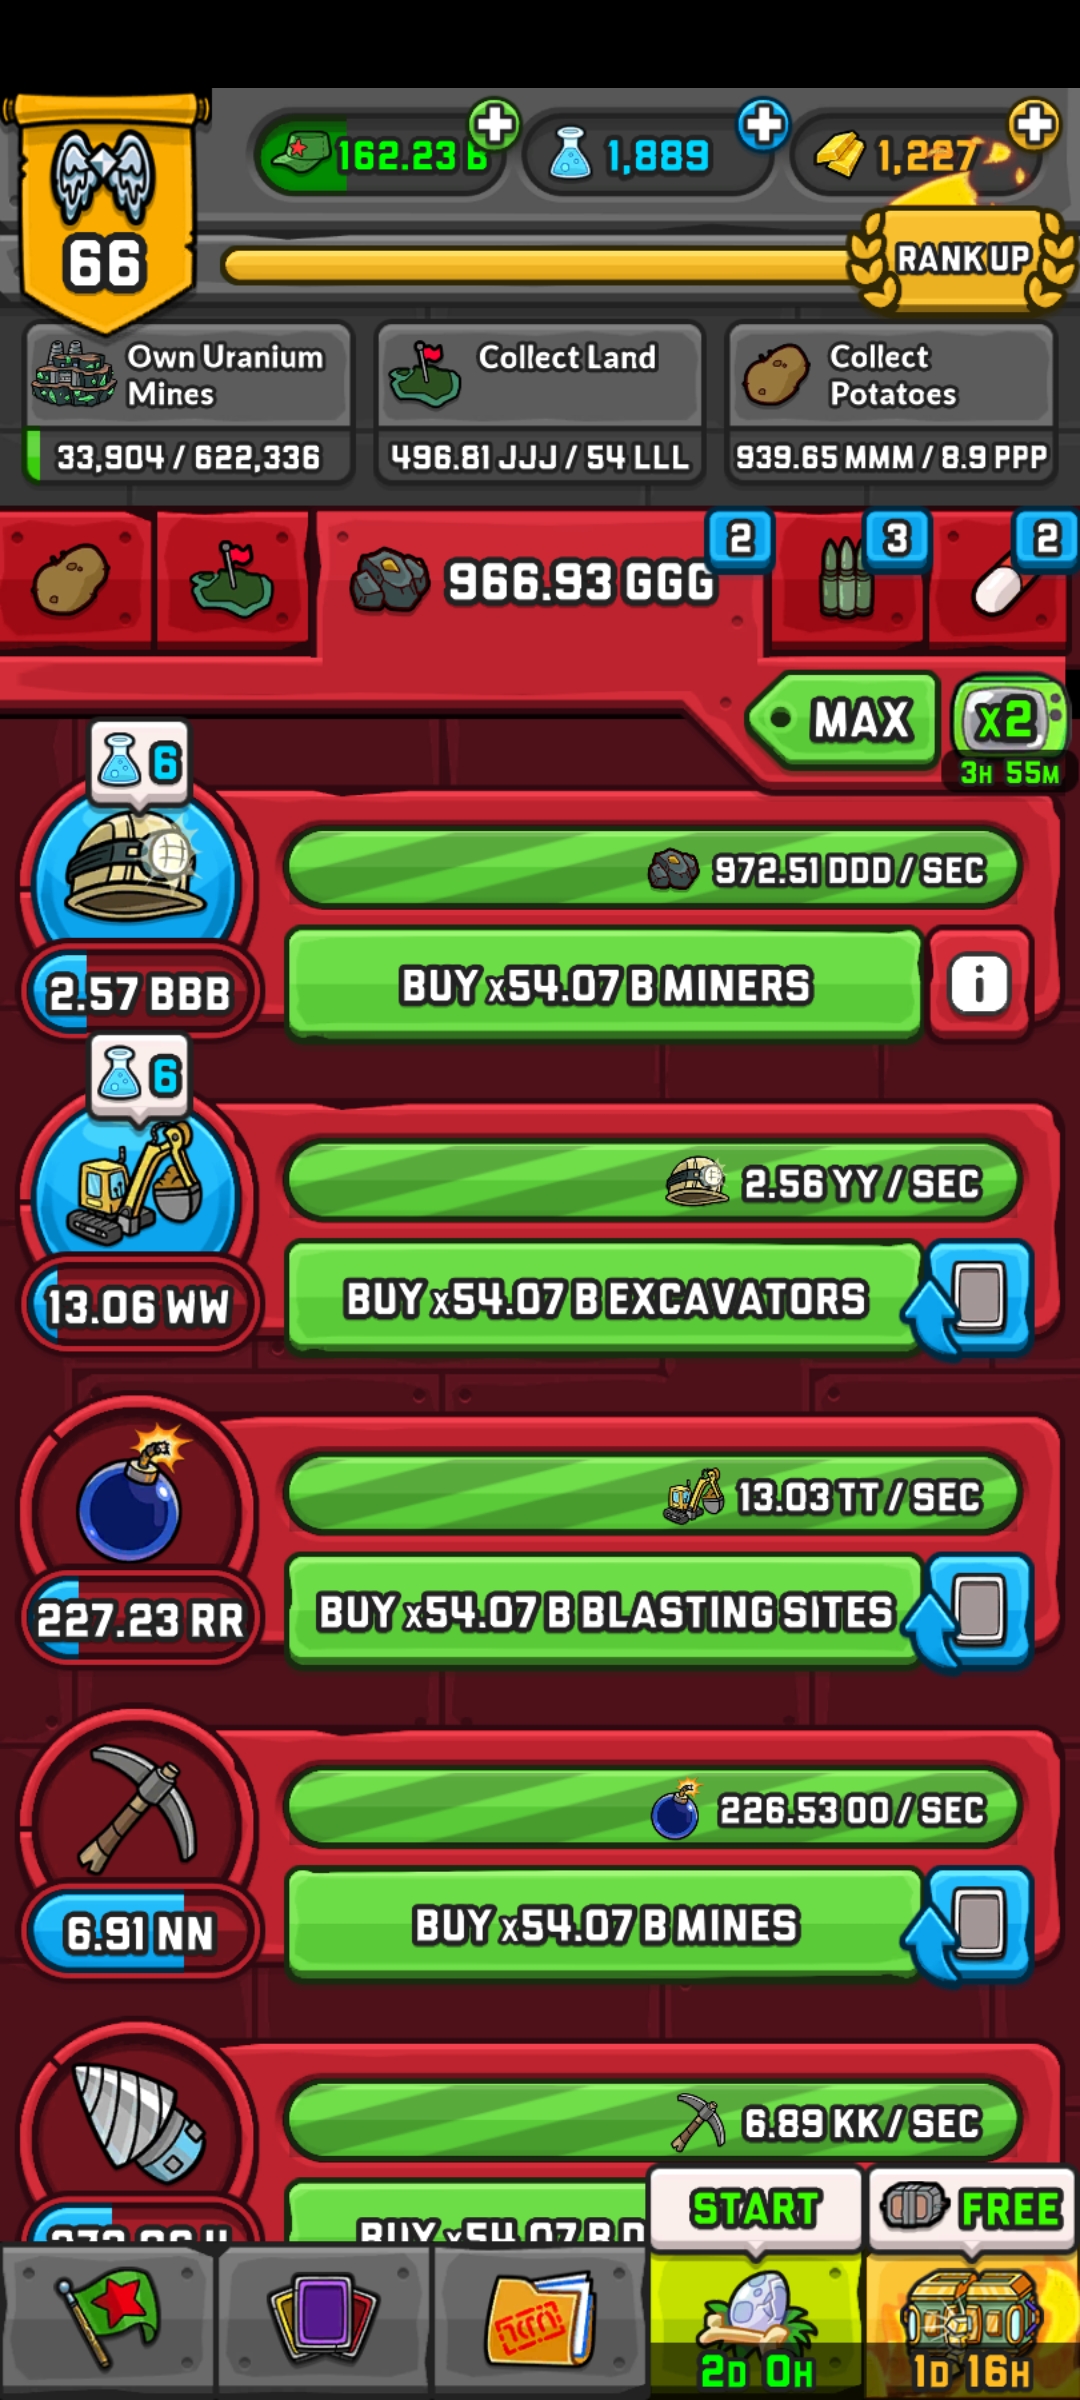 162.23 B
1,889
1,227
66
RANK UP
Own Uranium
Mines
33,904 / 622,336
Collect Land
496.81 JJJ / 54 LLL
Collect
Potatoes
939.65 MMM / 8.9 PPP
966.93 GGG
2
3
2
MAX
x2
3H 55M
6
972.51 DDD / SEC
2.57 BBB
BUY x54.07 B MINERS
i
6
2.56 YY / SEC
13.06 WW
BUY x54.07 B EXCAVATORS
13.03 TT / SEC
227.23 RR
BUY x54.07 B BLASTING SITES
226.53 OO / SEC
6.91 NN
BUY x54.07 B MINES
6.89 KK / SEC
BUY x54.07 B
START
FREE
2D 0H
1D 16H